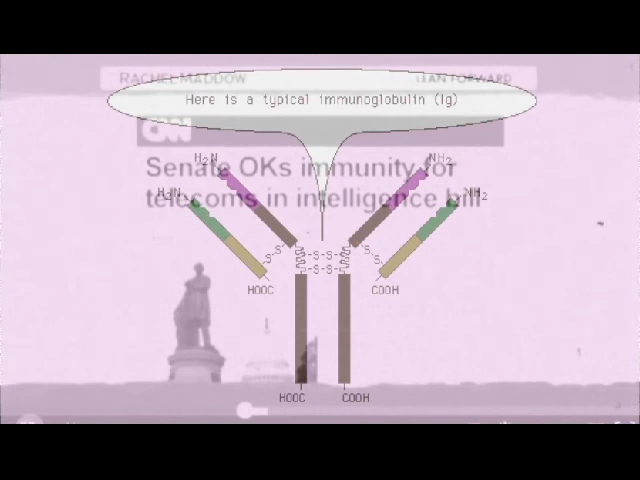 RACHEL MADDOW LEAN FORWARD
Here is a typical immunoglobulin (Ig)
CNN
Senate OKs immunity for
telecoms in intelligence bill
H₂N NH₂
H₂N NH₂
S S S S
S S S S
HOOC COOH
HOOC COOH